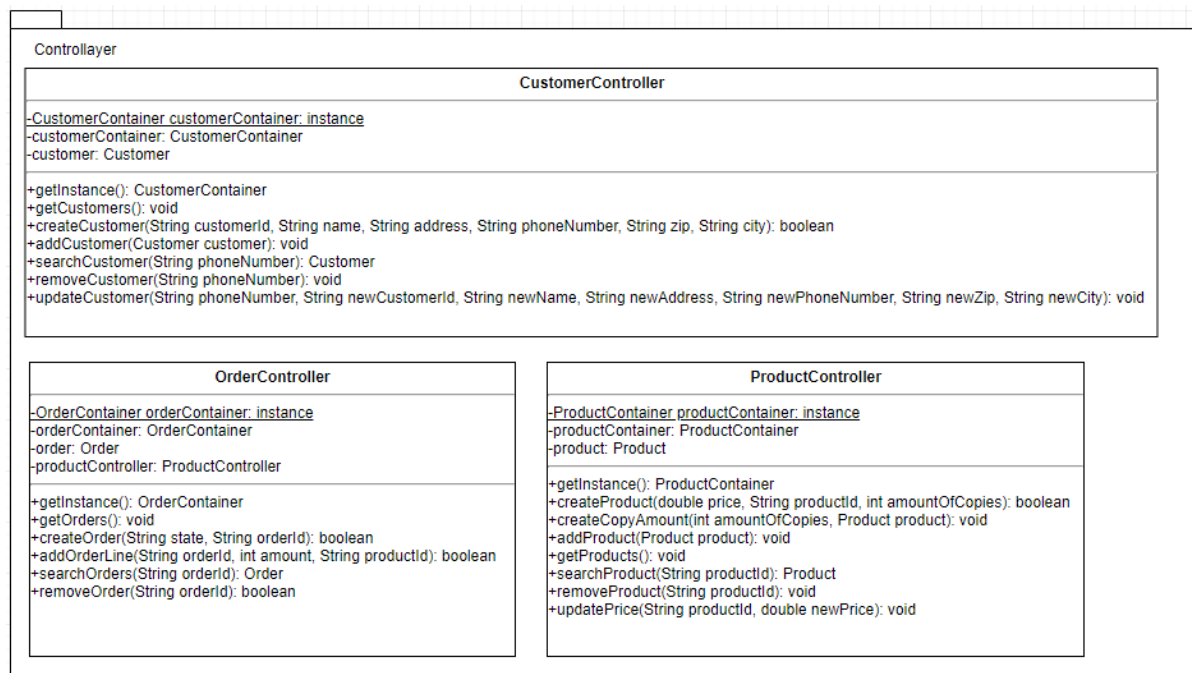 Controllayer
CustomerController
-CustomerContainer customerContainer: instance
-customerContainer: CustomerContainer
-customer: Customer
+getInstance(): CustomerContainer
+getCustomers(): void
+createCustomer(String customerId, String name, String address, String phoneNumber, String zip, String city): boolean
+addCustomer(Customer customer): void
+searchCustomer(String phoneNumber): Customer
+removeCustomer(String phoneNumber): void
+updateCustomer(String phoneNumber, String newCustomerId, String newName, String newAddress, String newPhoneNumber, String newZip, String newCity): void
OrderController
-OrderContainer orderContainer: instance
-orderContainer: OrderContainer
-order: Order
-productController: ProductController
+getInstance(): OrderContainer
+getOrders(): void
+createOrder(String state, String orderId): boolean
+addOrderLine(String orderId, int amount, String productId): boolean
+searchOrders(String orderId): Order
+removeOrder(String orderId): boolean
ProductController
-ProductContainer productContainer: instance
-productContainer: ProductContainer
-product: Product
+getInstance(): ProductContainer
+createProduct(double price, String productId, int amountOfCopies): boolean
+createCopyAmount(int amountOfCopies, Product product): void
+addProduct(Product product): void
+getProducts(): void
+searchProduct(String productId): Product
+removeProduct(String productId): void
+updatePrice(String productId, double newPrice): void